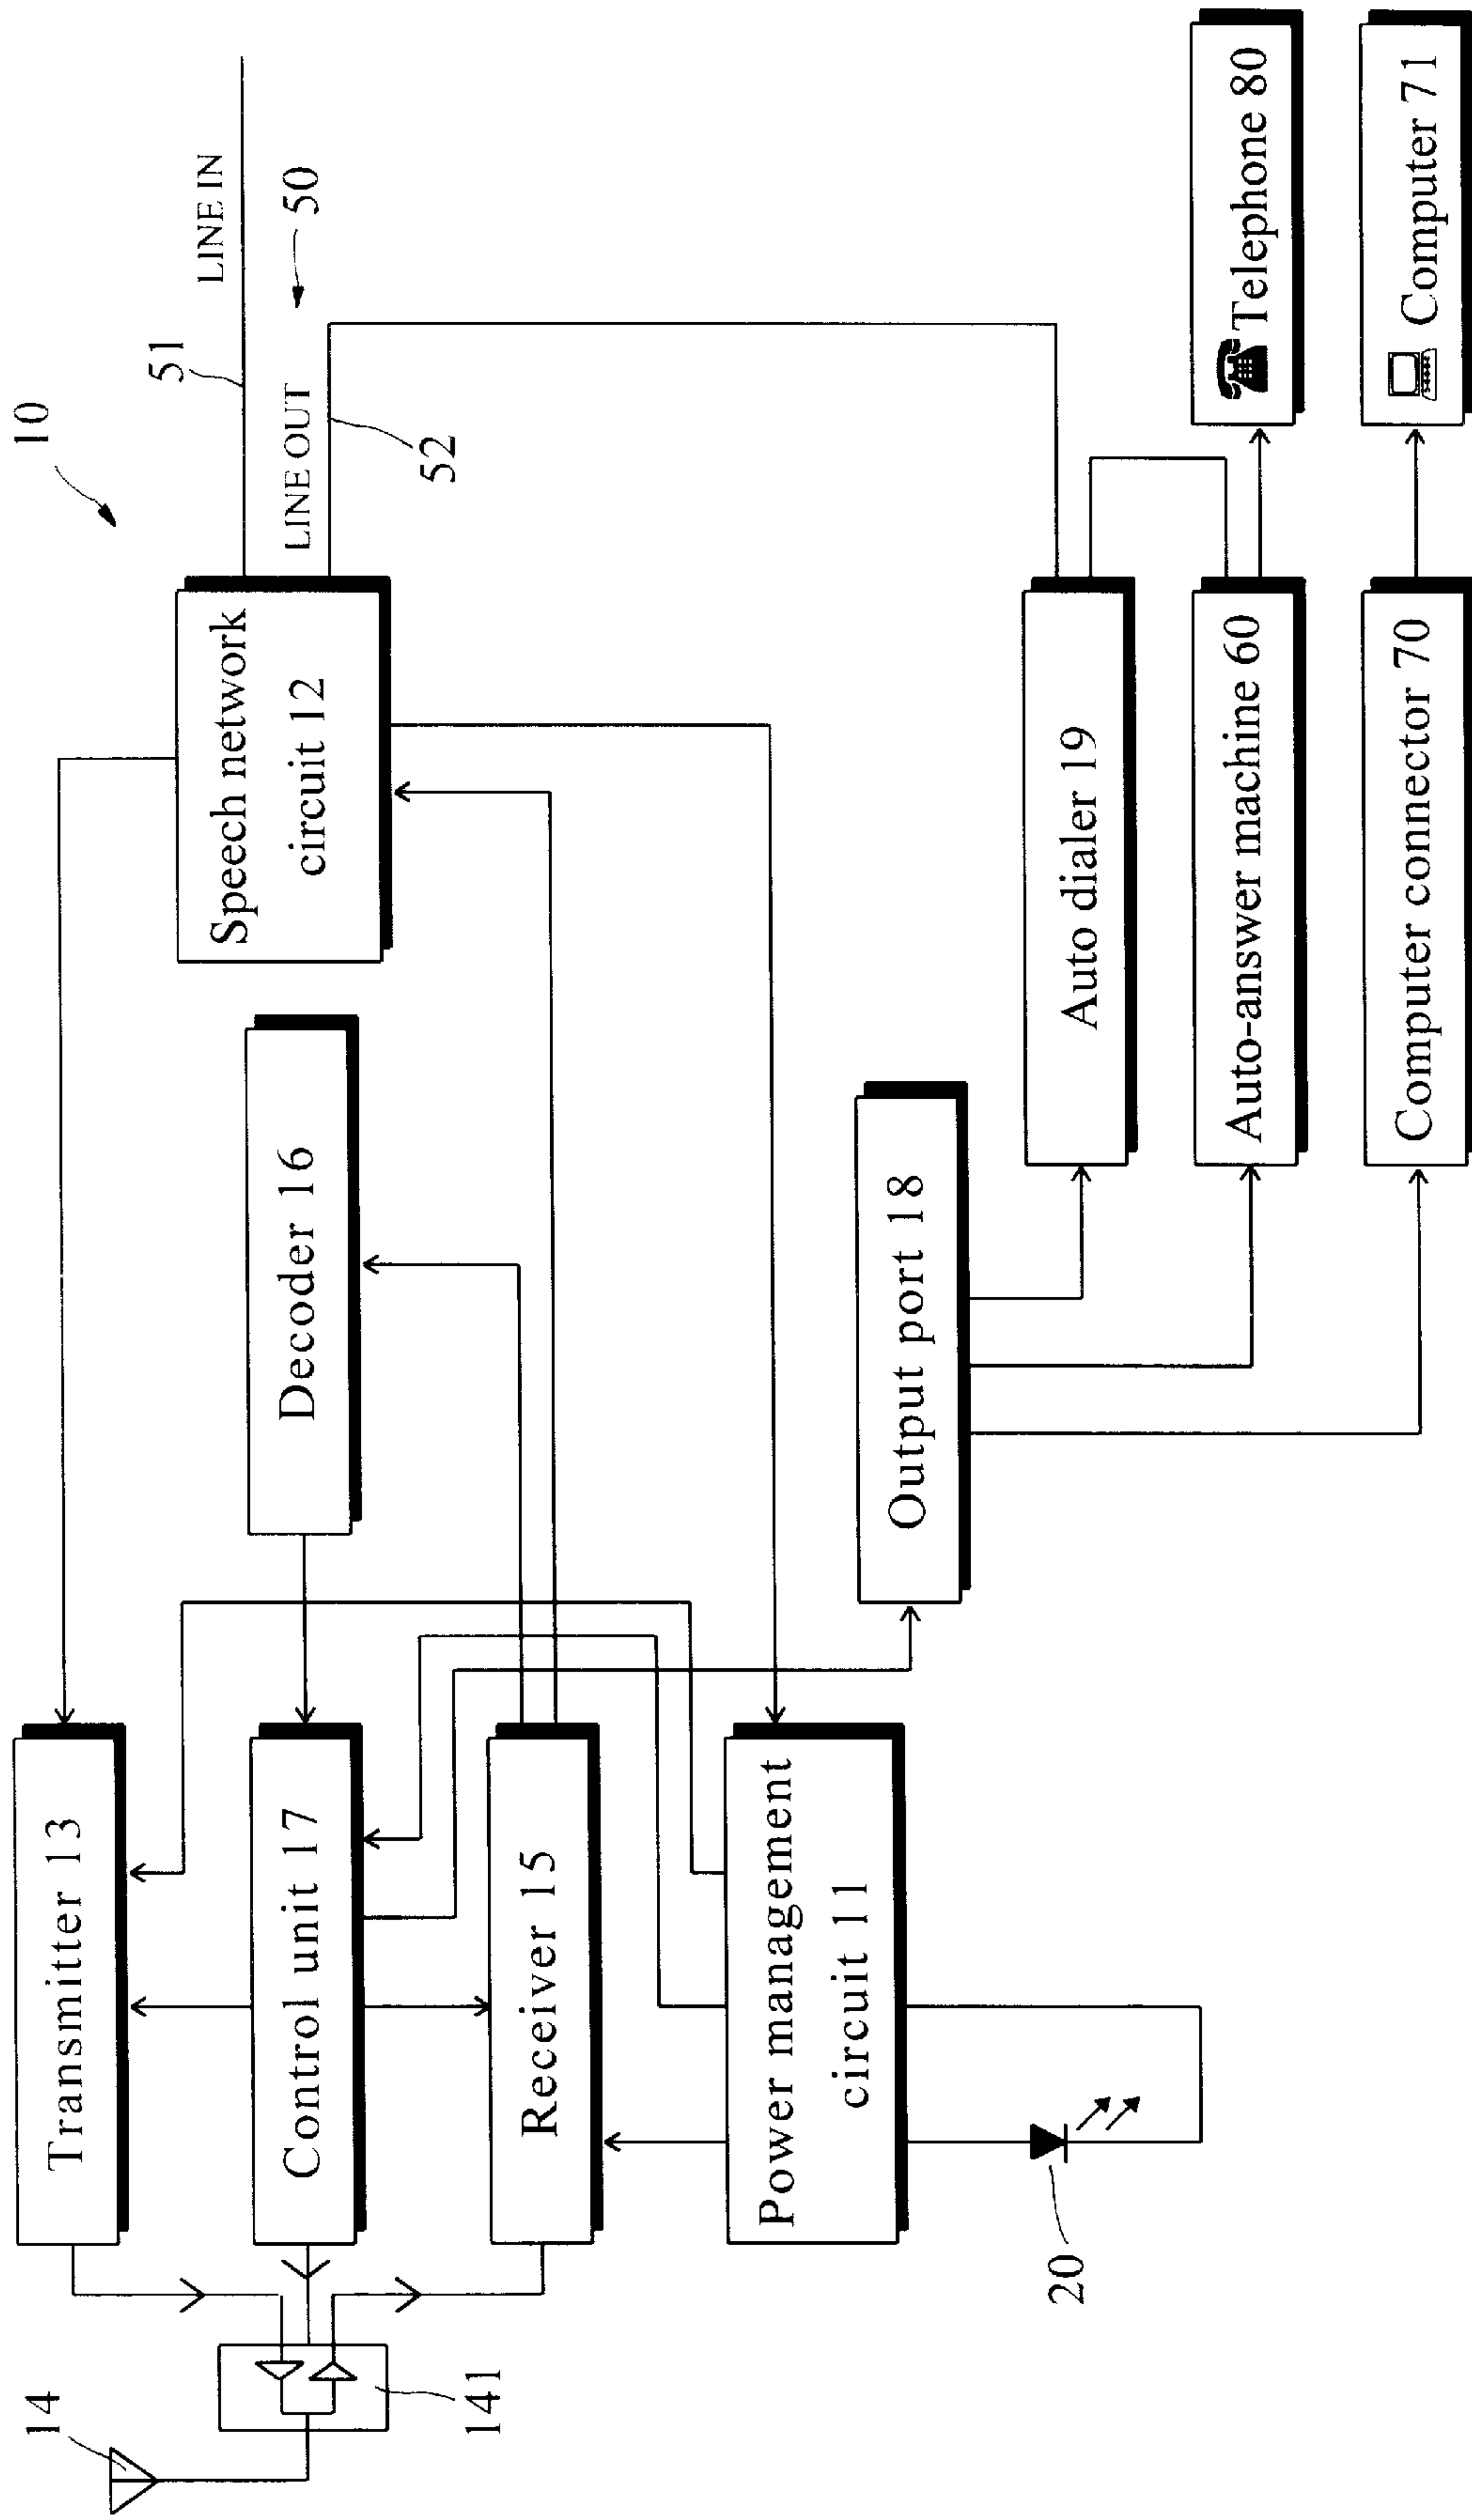 10
LINE IN
51
50
LINE OUT
52
14
141
Transmitter 13
Control unit 17
Receiver 15
Power management
circuit 11
20
Decoder 16
Speech network
circuit 12
Output port 18
Auto dialer 19
Auto-answer machine 60
Computer connector 70
Telephone 80
Computer 71